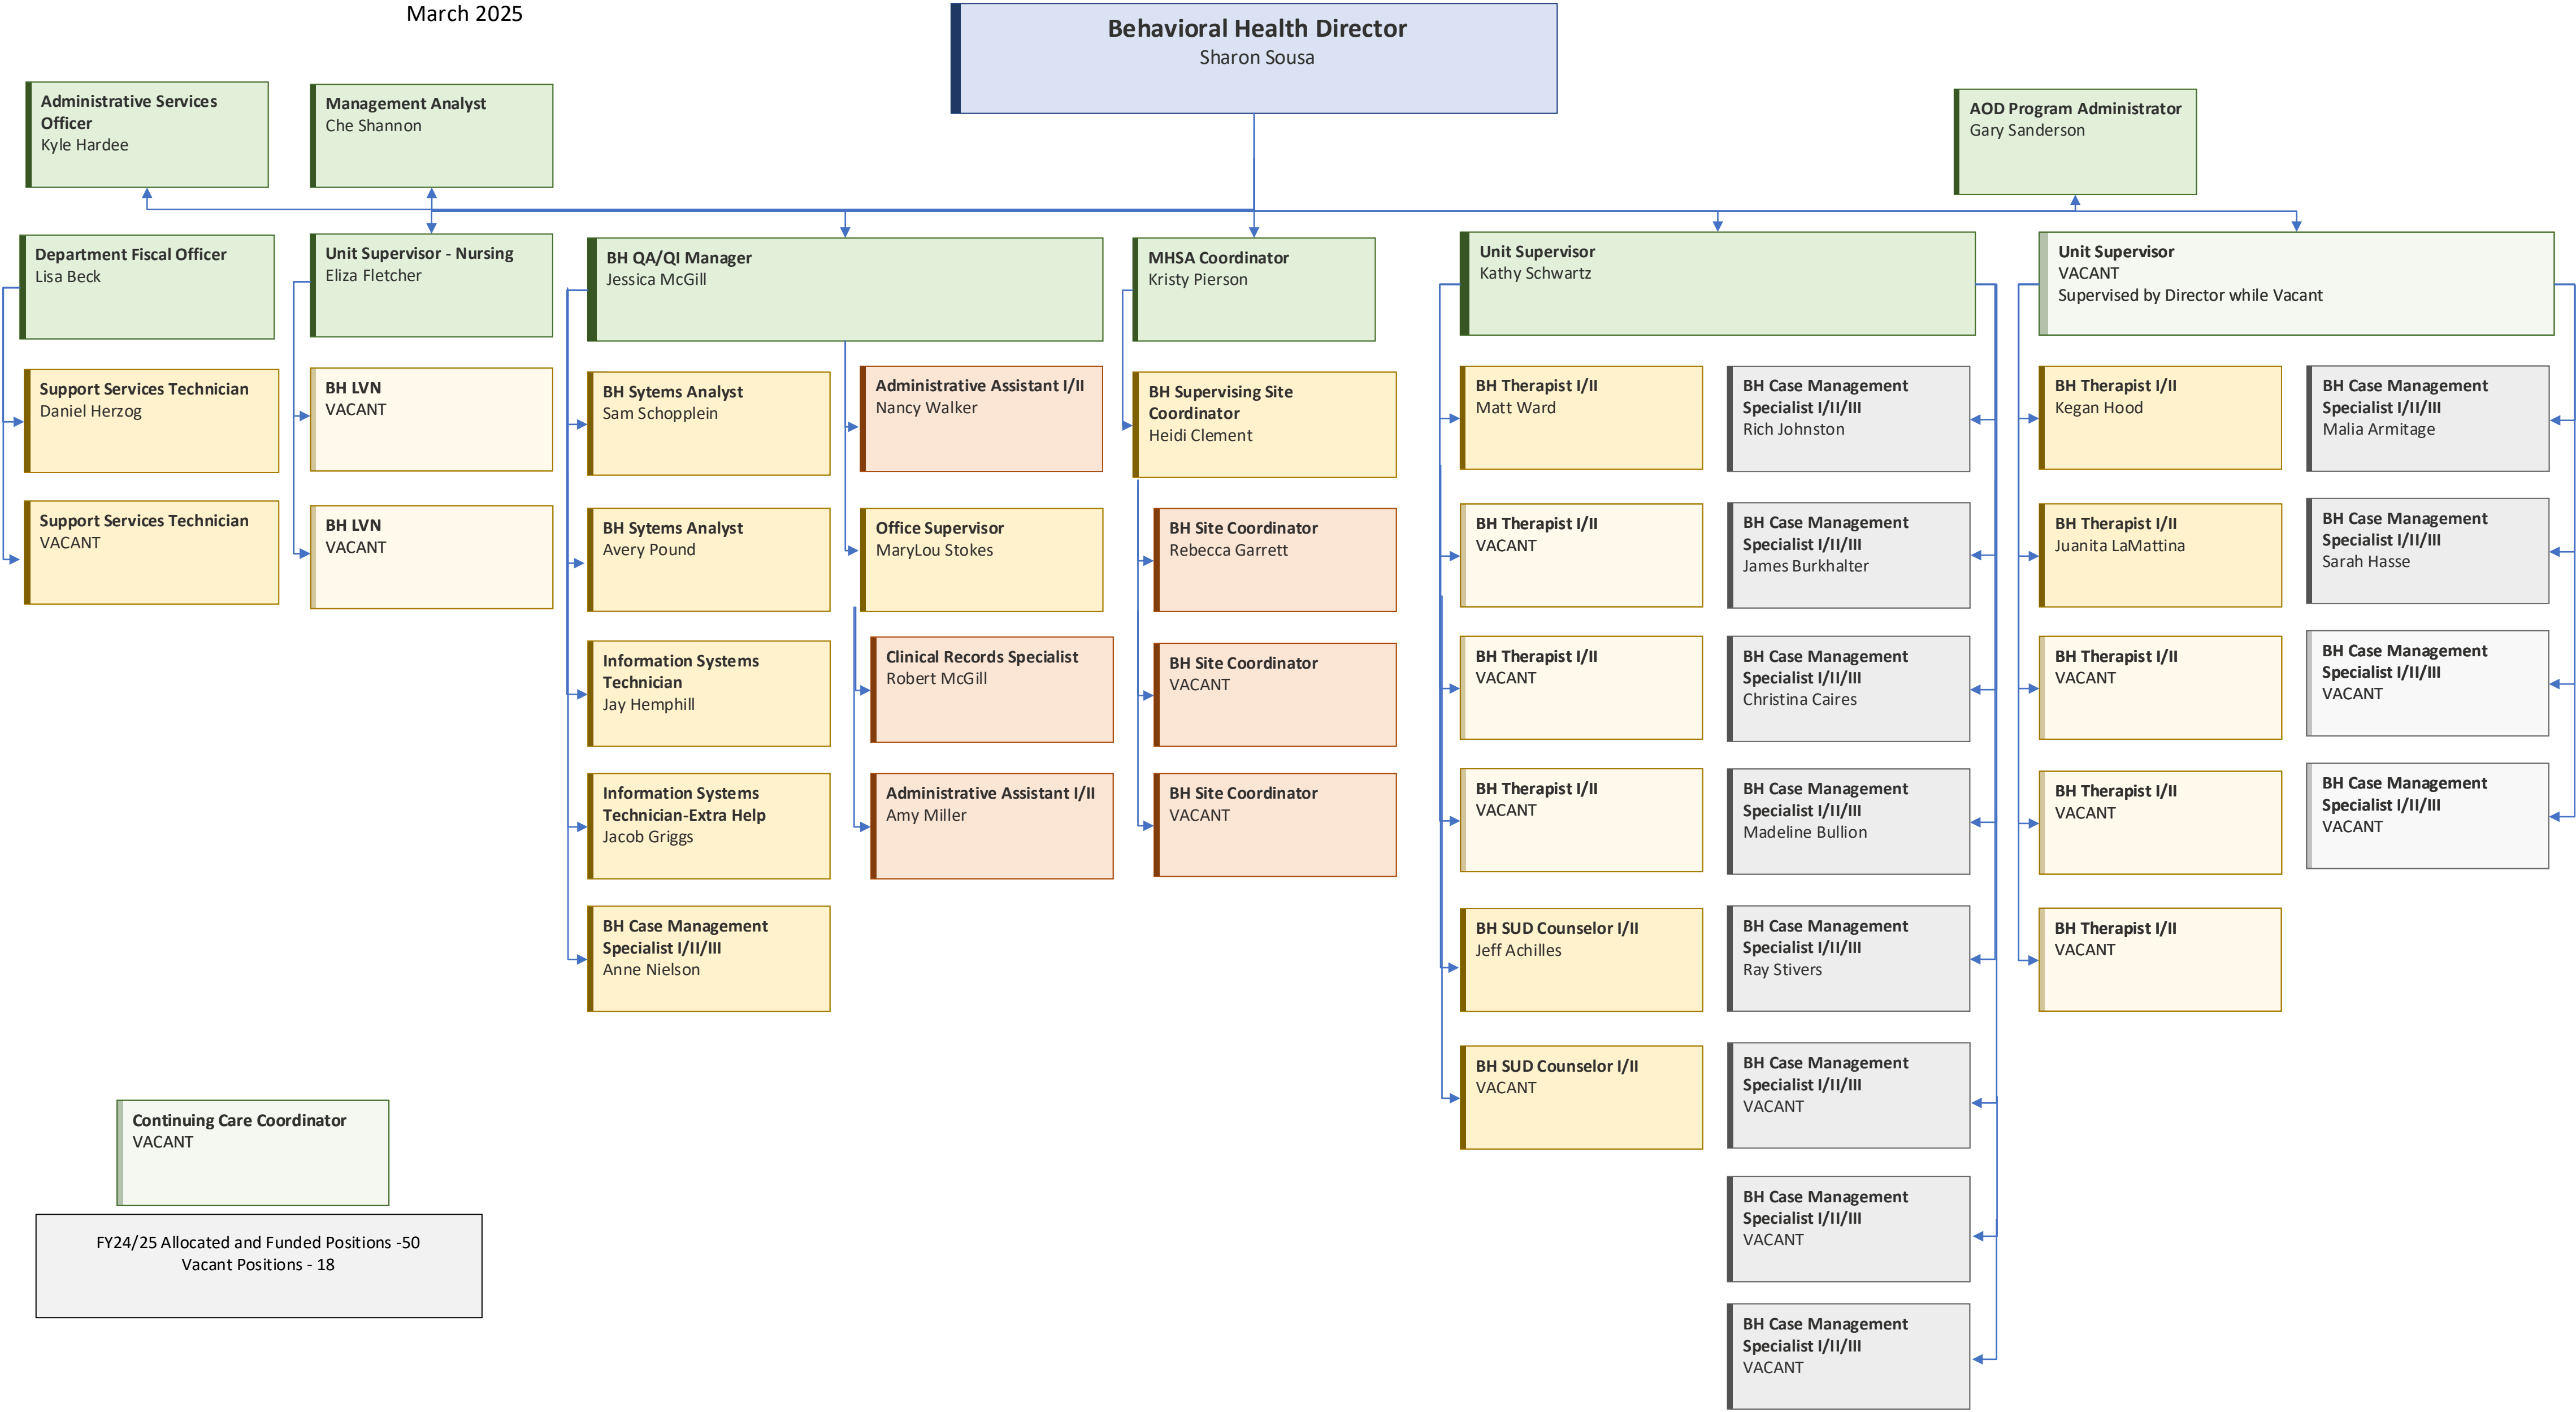 March 2025
Behavioral Health Director
Sharon Sousa
Administrative Services
Officer
Kyle Hardee
Management Analyst
Che Shannon
AOD Program Administrator
Gary Sanderson
Department Fiscal Officer
Lisa Beck
Unit Supervisor - Nursing
Eliza Fletcher
BH QA/QI Manager
Jessica McGill
MHSA Coordinator
Kristy Pierson
Unit Supervisor
Kathy Schwartz
Unit Supervisor
VACANT
Supervised by Director while Vacant
Support Services Technician
Daniel Herzog
Support Services Technician
VACANT
BH LVN
VACANT
BH LVN
VACANT
BH Sytems Analyst
Sam Schopplein
BH Sytems Analyst
Avery Pound
Information Systems
Technician
Jay Hemphill
Information Systems
Technician-Extra Help
Jacob Griggs
BH Case Management
Specialist I/II/III
Anne Nielson
Administrative Assistant I/II
Nancy Walker
Office Supervisor
MaryLou Stokes
Clinical Records Specialist
Robert McGill
Administrative Assistant I/II
Amy Miller
BH Supervising Site
Coordinator
Heidi Clement
BH Site Coordinator
Rebecca Garrett
BH Site Coordinator
VACANT
BH Site Coordinator
VACANT
BH Therapist I/II
Matt Ward
BH Therapist I/II
VACANT
BH Therapist I/II
VACANT
BH Therapist I/II
VACANT
BH SUD Counselor I/II
Jeff Achilles
BH SUD Counselor I/II
VACANT
BH Case Management
Specialist I/II/III
Rich Johnston
BH Case Management
Specialist I/II/III
James Burkhalter
BH Case Management
Specialist I/II/III
Christina Caires
BH Case Management
Specialist I/II/III
Madeline Bullion
BH Case Management
Specialist I/II/III
Ray Stivers
BH Case Management
Specialist I/II/III
VACANT
BH Case Management
Specialist I/II/III
VACANT
BH Case Management
Specialist I/II/III
VACANT
BH Therapist I/II
Kegan Hood
BH Therapist I/II
Juanita LaMattina
BH Therapist I/II
VACANT
BH Therapist I/II
VACANT
BH Therapist I/II
VACANT
BH Case Management
Specialist I/II/III
Malia Armitage
BH Case Management
Specialist I/II/III
Sarah Hasse
BH Case Management
Specialist I/II/III
VACANT
BH Case Management
Specialist I/II/III
VACANT
Continuing Care Coordinator
VACANT
FY24/25 Allocated and Funded Positions -50
Vacant Positions - 18